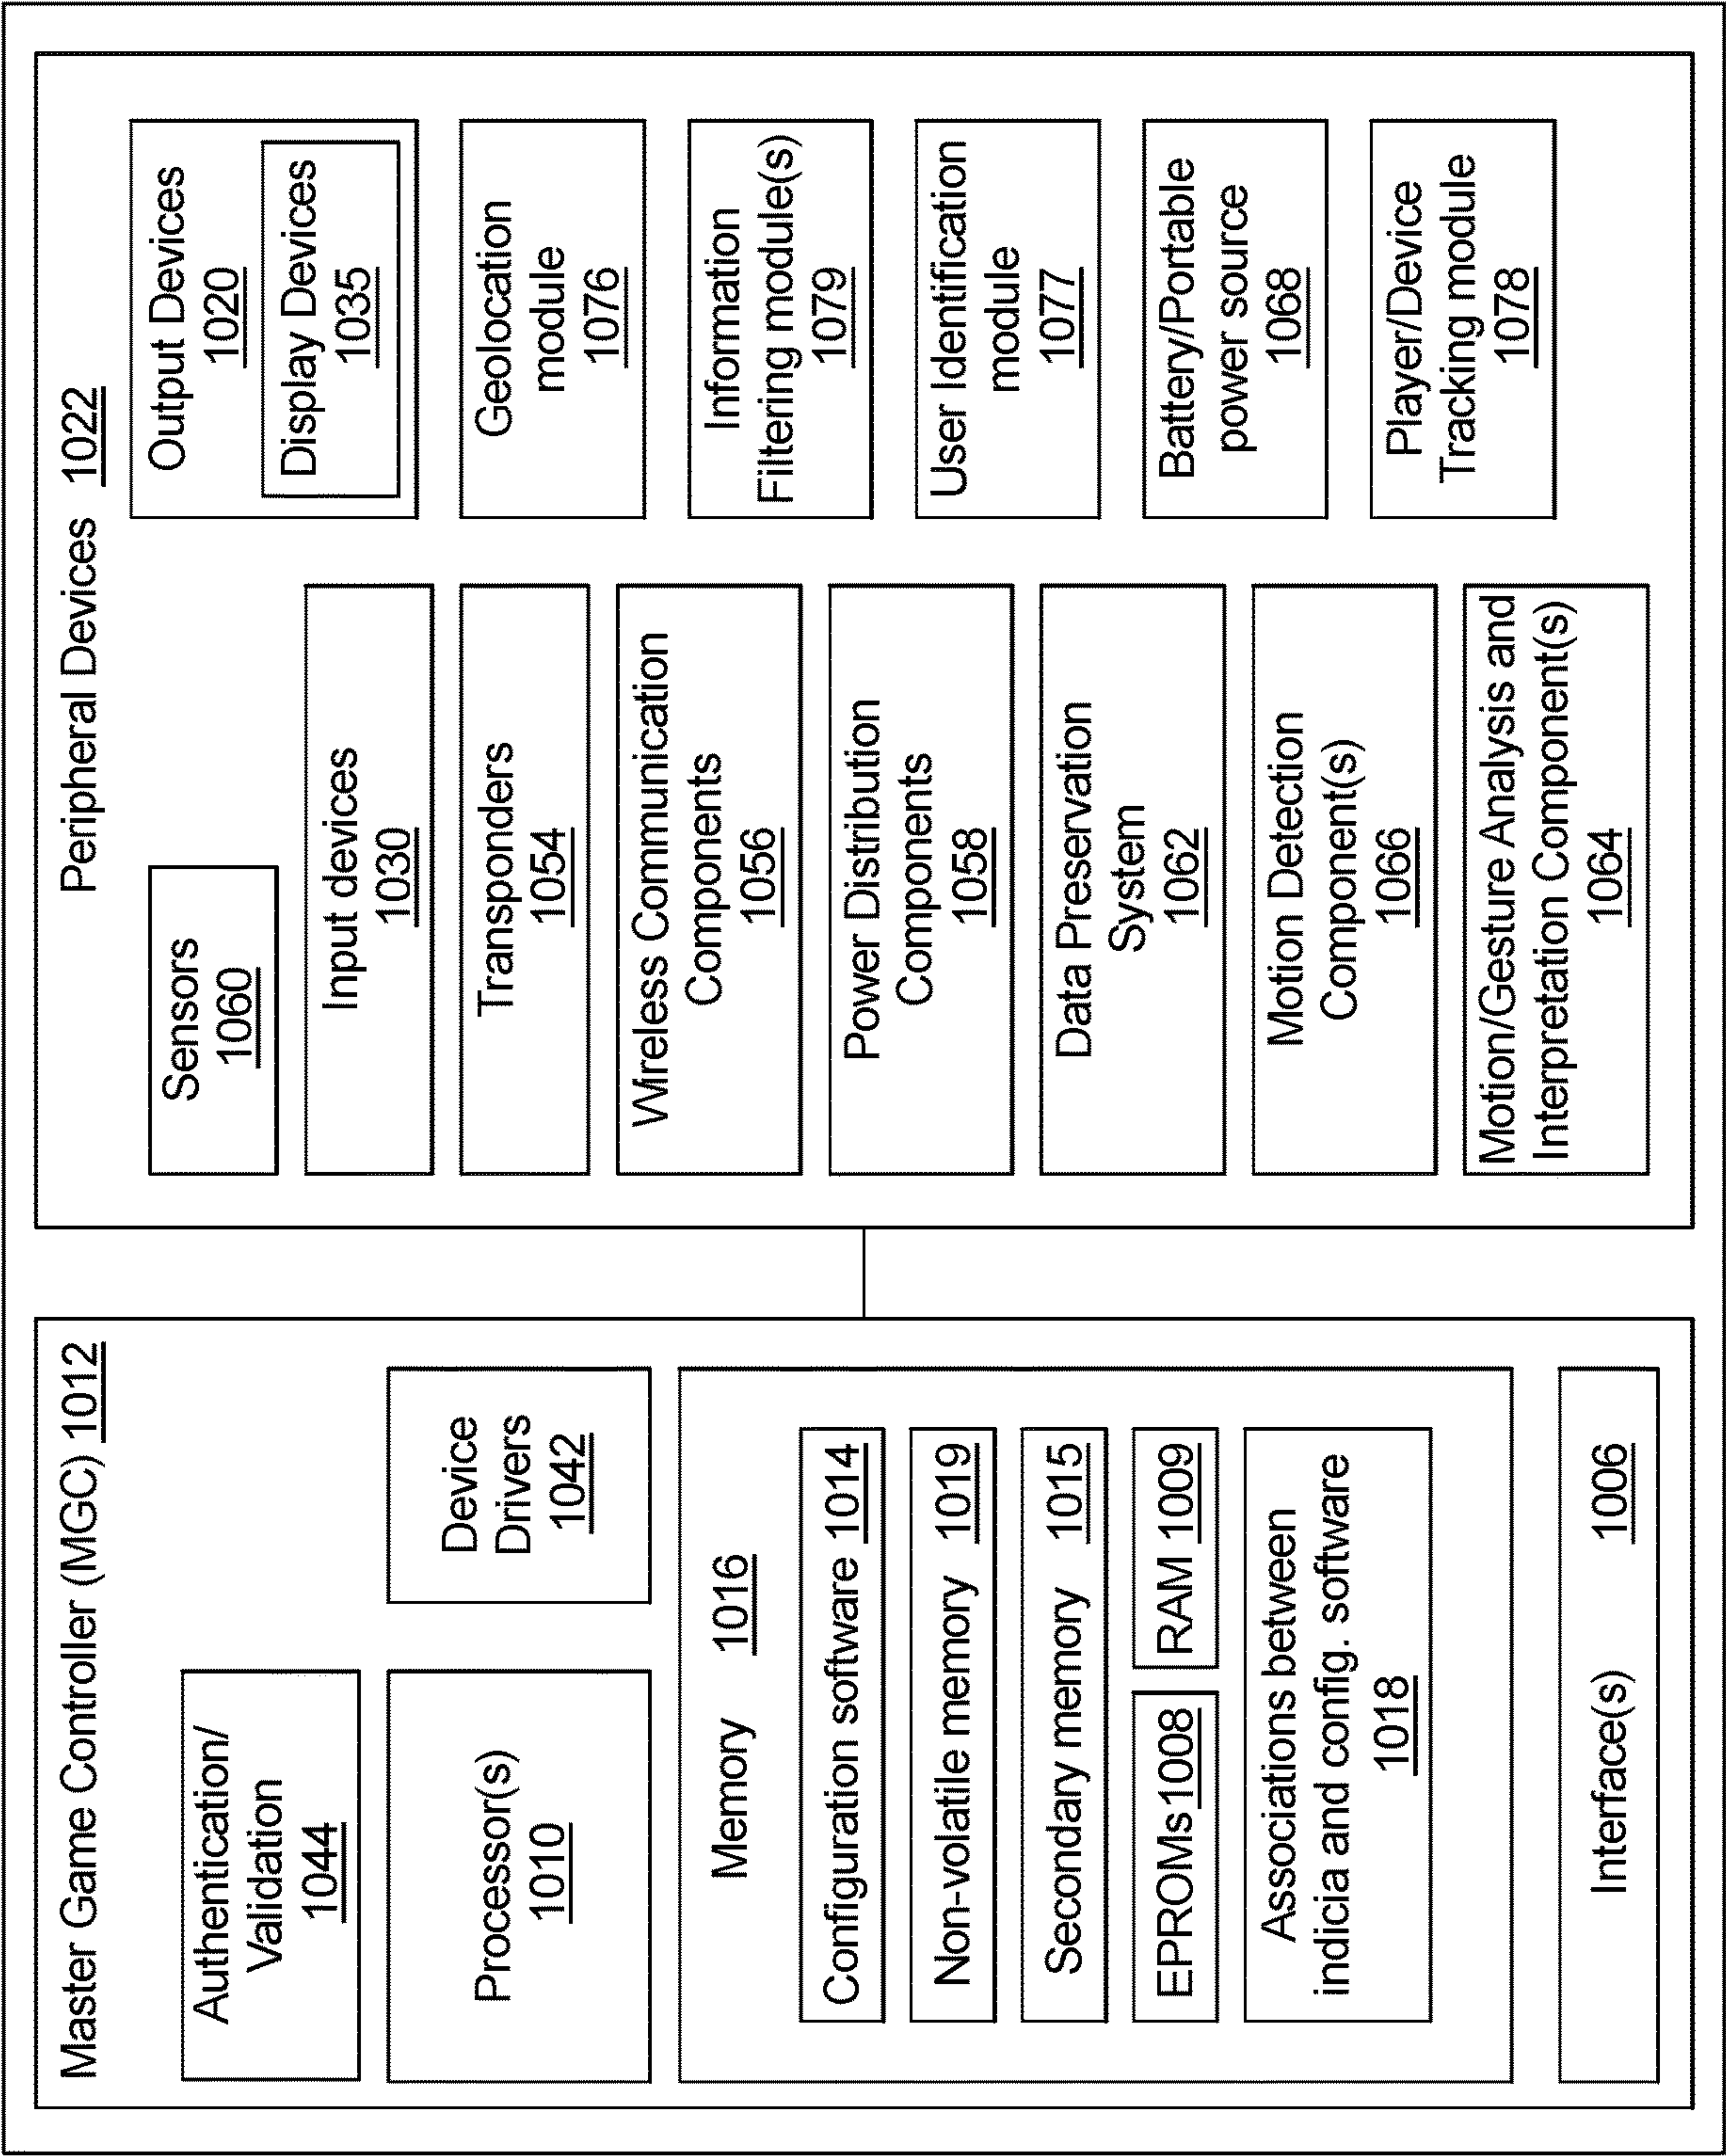 Master Game Controller (MGC) 1012
Authentication/
Validation
1044
Processor(s)
1010
Device
Drivers
1042
Memory 1016
Configuration software 1014
Non-volatile memory 1019
Secondary memory 1015
EPROMs 1008
RAM 1009
Associations between
indicia and config. software
1018
Interface(s) 1006
Peripheral Devices 1022
Sensors
1060
Input devices
1030
Transponders
1054
Wireless Communication
Components
1056
Power Distribution
Components
1058
Data Preservation
System
1062
Motion Detection
Component(s)
1066
Motion/Gesture Analysis and
Interpretation Component(s)
1064
Output Devices
1020
Display Devices
1035
Geolocation
module
1076
Information
Filtering module(s)
1079
User Identification
module
1077
Battery/Portable
power source
1068
Player/Device
Tracking module
1078